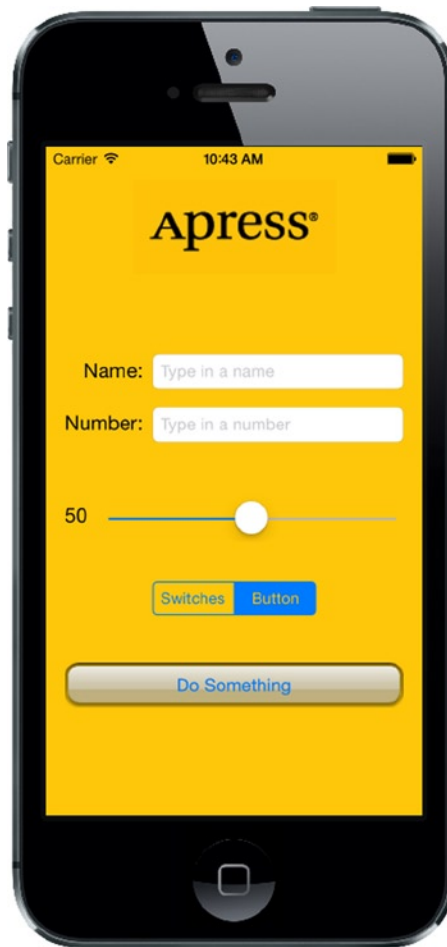 Carrier 10:43 AM
Apress®
Name: Type in a name
Number: Type in a number
50
Switches Button
Do Something